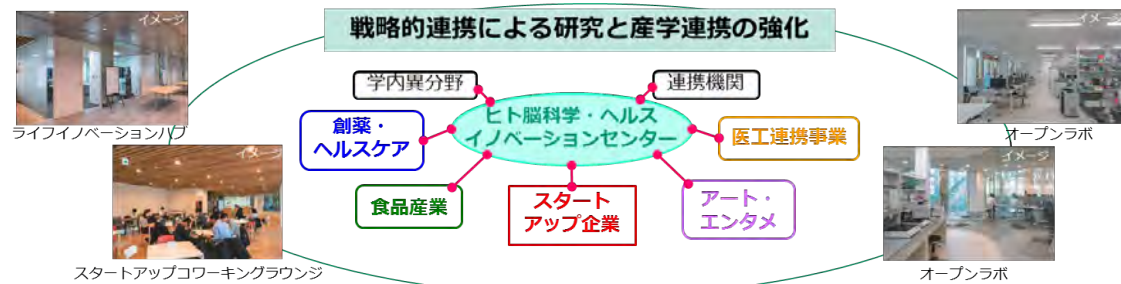 戦略的連携による研究と産学連携の強化
イメージ
イメージ
学内異分野
連携機関
ヒト脳科学・ヘルス
イノベーションセンター
創薬・
ヘルスケア
医工連携事業
ライフイノベーションハブ
オープンラボ
イメージ
イメージ
食品産業
スタート
アップ企業
アート・
エンタメ
スタートアップコワーキングラウンジ
オープンラボ